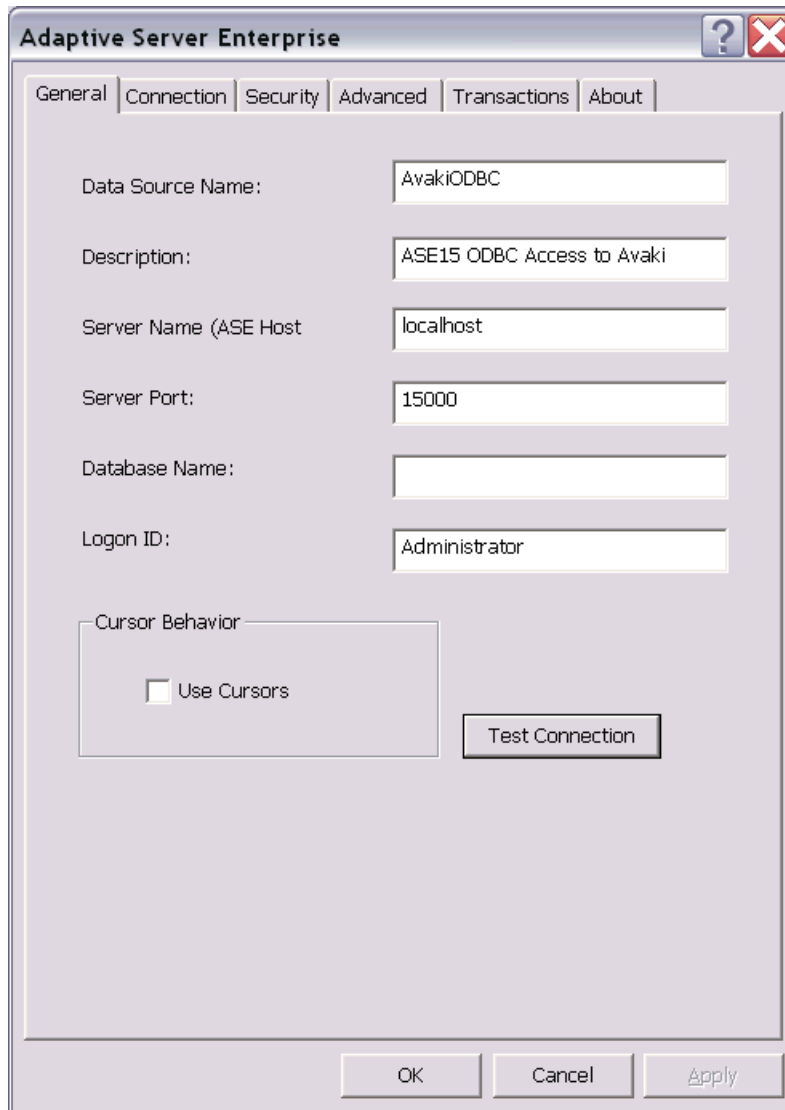 Adaptive Server Enterprise
General Connection Security Advanced Transactions About
Data Source Name: AvakiODBC
Description: ASE15 ODBC Access to Avaki
Server Name (ASE Host localhost
Server Port: 15000
Database Name:
Logon ID: Administrator
Cursor Behavior
Use Cursors
Test Connection
OK Cancel Apply